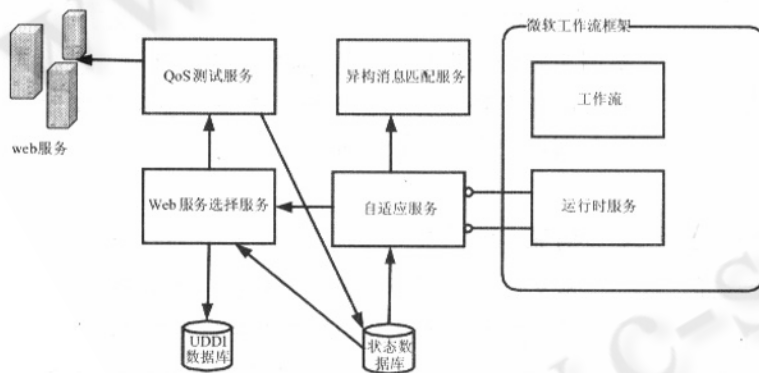 微软工作流框架
QoS测试服务
异构消息匹配服务
工作流
web服务
Web服务选择服务
自适应服务
运行时服务
UDDI
数据库
状态数
据库